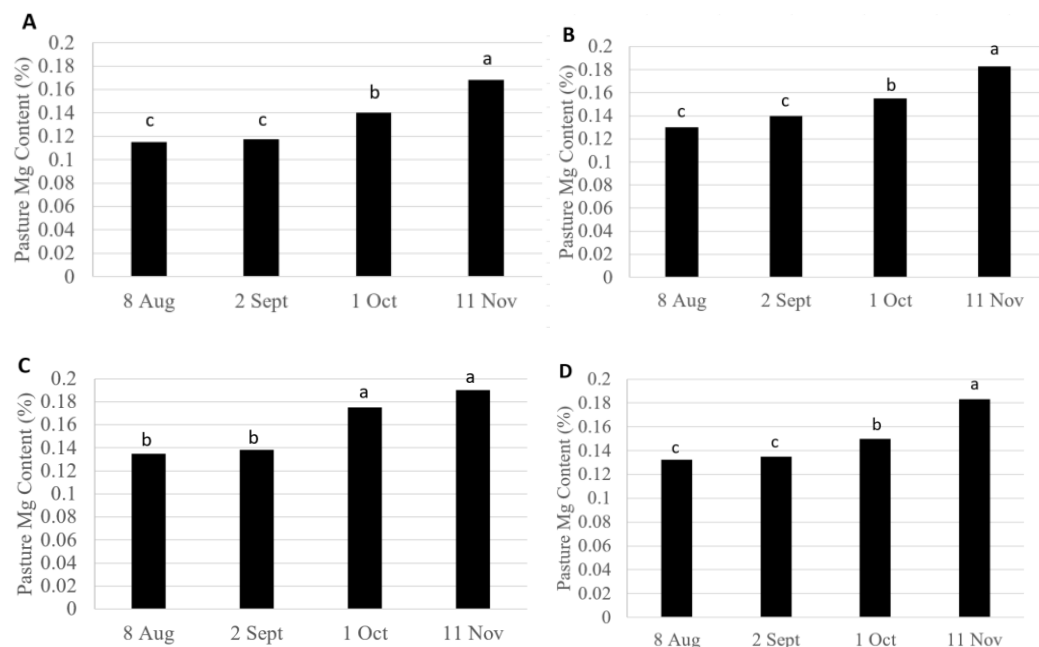 A
Pasture Mg Content (%)
0.2
0.18
0.16
0.14
0.12
0.1
0.08
0.06
0.04
0.02
0
c
c
b
a
8 Aug
2 Sept
1 Oct
11 Nov
B
Pasture Mg Content (%)
0.2
0.18
0.16
0.14
0.12
0.1
0.08
0.06
0.04
0.02
0
c
c
b
a
8 Aug
2 Sept
1 Oct
11 Nov
C
Pasture Mg Content (%)
0.2
0.18
0.16
0.14
0.12
0.1
0.08
0.06
0.04
0.02
0
b
b
a
a
8 Aug
2 Sept
1 Oct
11 Nov
D
Pasture Mg Content (%)
0.2
0.18
0.16
0.14
0.12
0.1
0.08
0.06
0.04
0.02
0
c
c
b
a
8 Aug
2 Sept
1 Oct
11 Nov